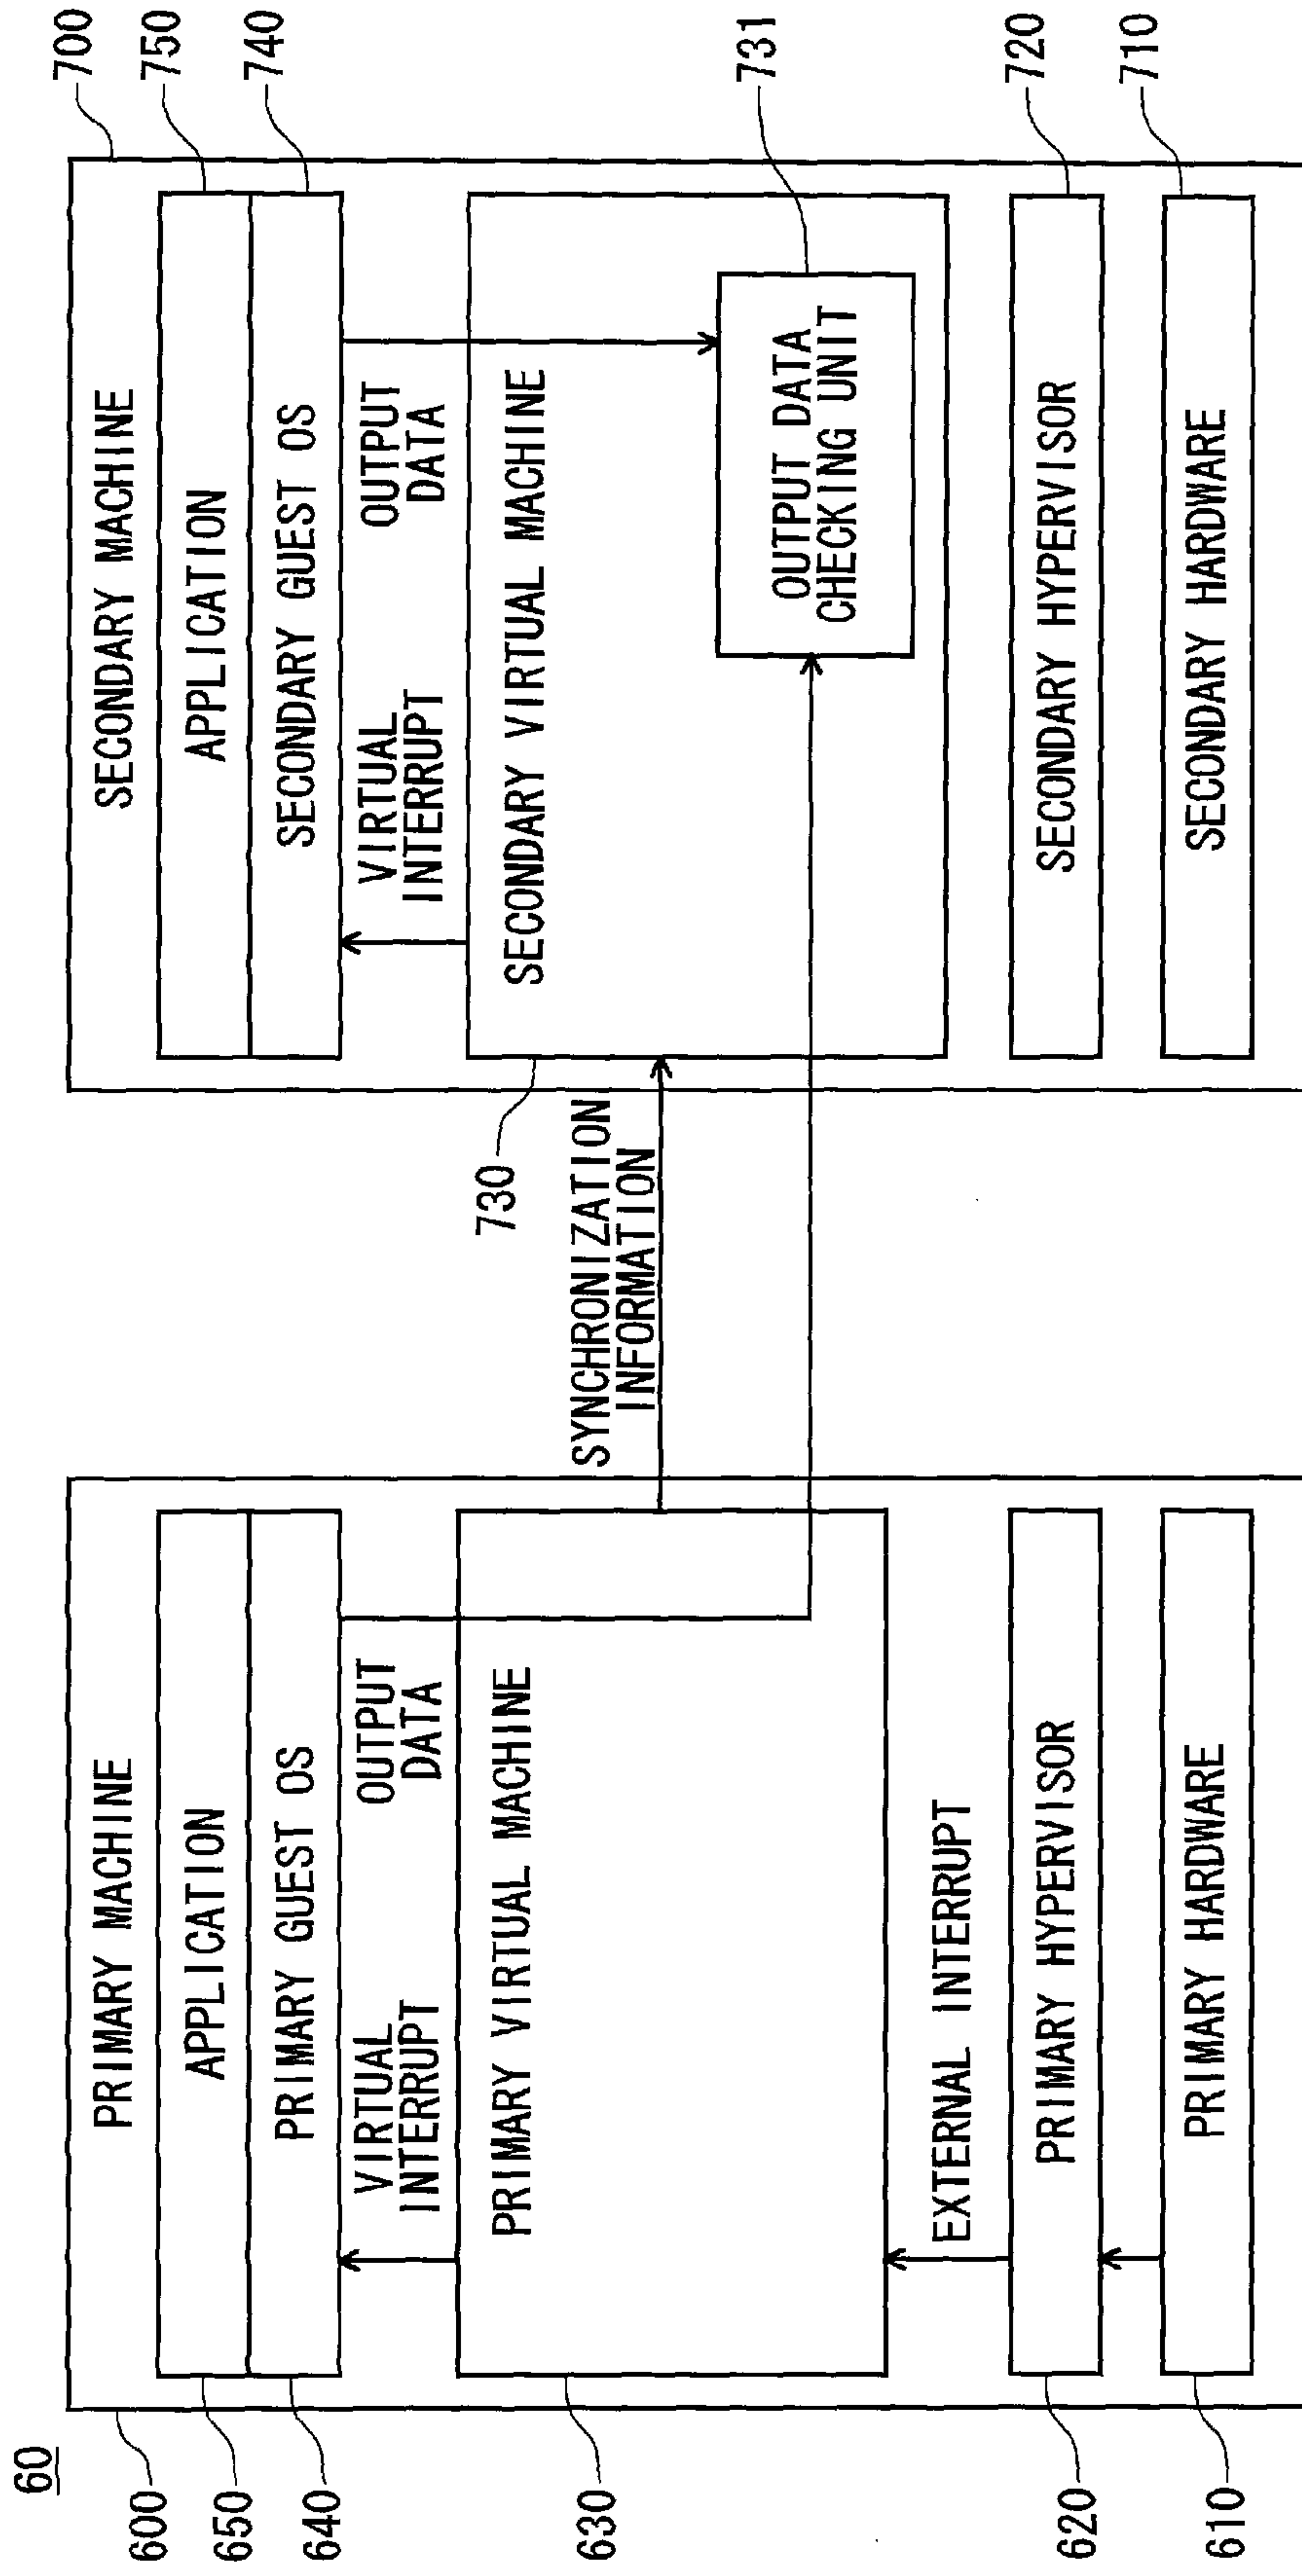 60
600
PRIMARY MACHINE
650
APPLICATION
640
PRIMARY GUEST OS
VIRTUAL
INTERRUPT
OUTPUT
DATA
630
PRIMARY VIRTUAL MACHINE
EXTERNAL INTERRUPT
620
PRIMARY HYPERVISOR
610
PRIMARY HARDWARE
SYNCHRONIZATION
INFORMATION
700
SECONDARY MACHINE
750
APPLICATION
740
SECONDARY GUEST OS
VIRTUAL
INTERRUPT
OUTPUT
DATA
730
SECONDARY VIRTUAL MACHINE
731
OUTPUT DATA
CHECKING UNIT
720
SECONDARY HYPERVISOR
710
SECONDARY HARDWARE